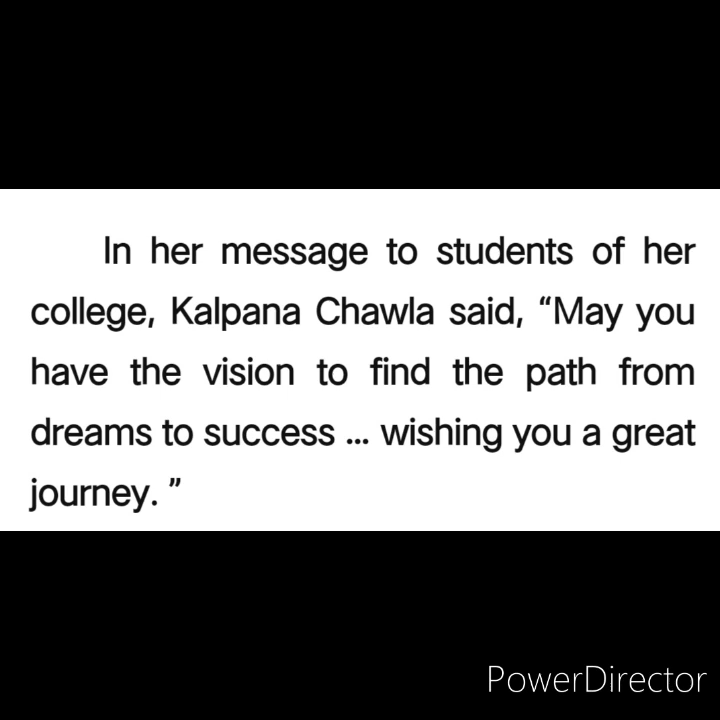 In her message to students of her
college, Kalpana Chawla said, “May you
have the vision to find the path from
dreams to success ... wishing you a great
journey. ”
PowerDirector